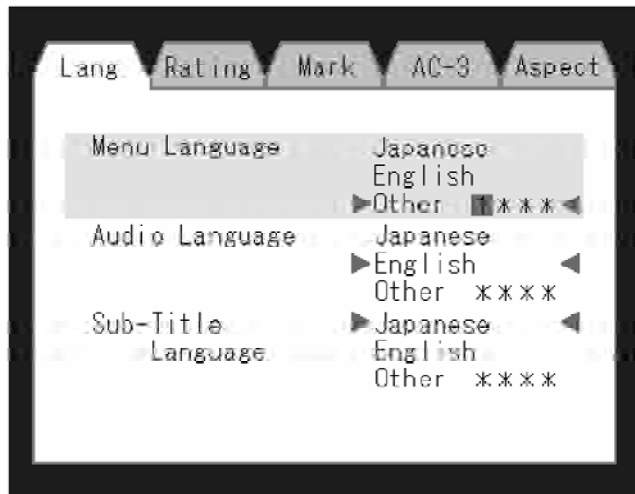 Lang Rating Mark AC-3 Aspect
Menu Language Japanese
English
▶Other 1***◀
Audio Language Japanese
▶English ◀
Other ****
Sub-Title ▶Japanese ◀
Language English
Other ****